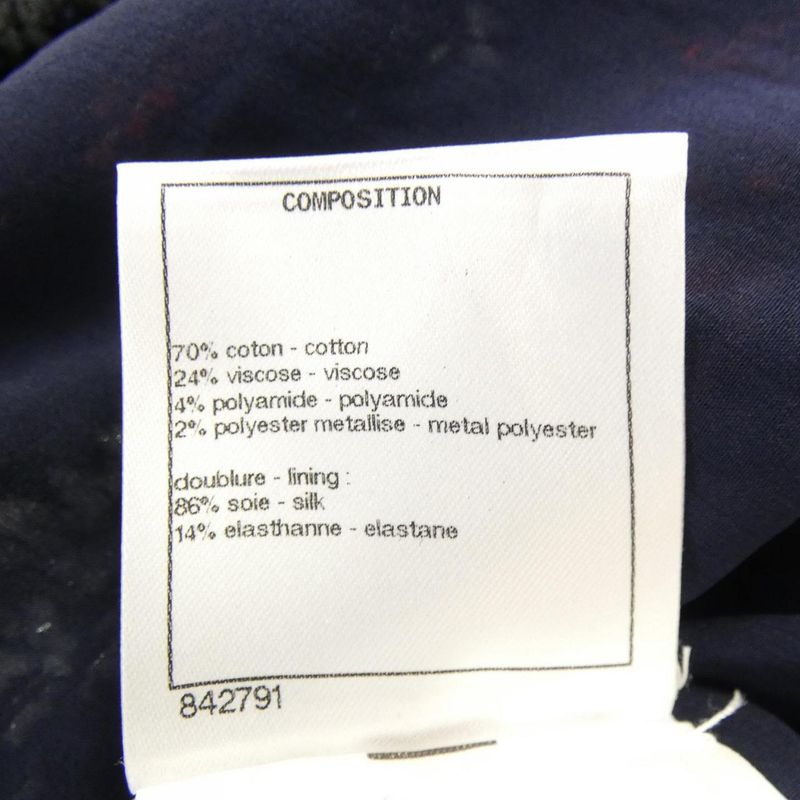 COMPOSITION
70% coton - cotton
24% viscose - viscose
4% polyamide - polyamide
2% polyester metallise - metal polyester
doublure - lining :
86% soie - silk
14% elasthanne - elastane
842791